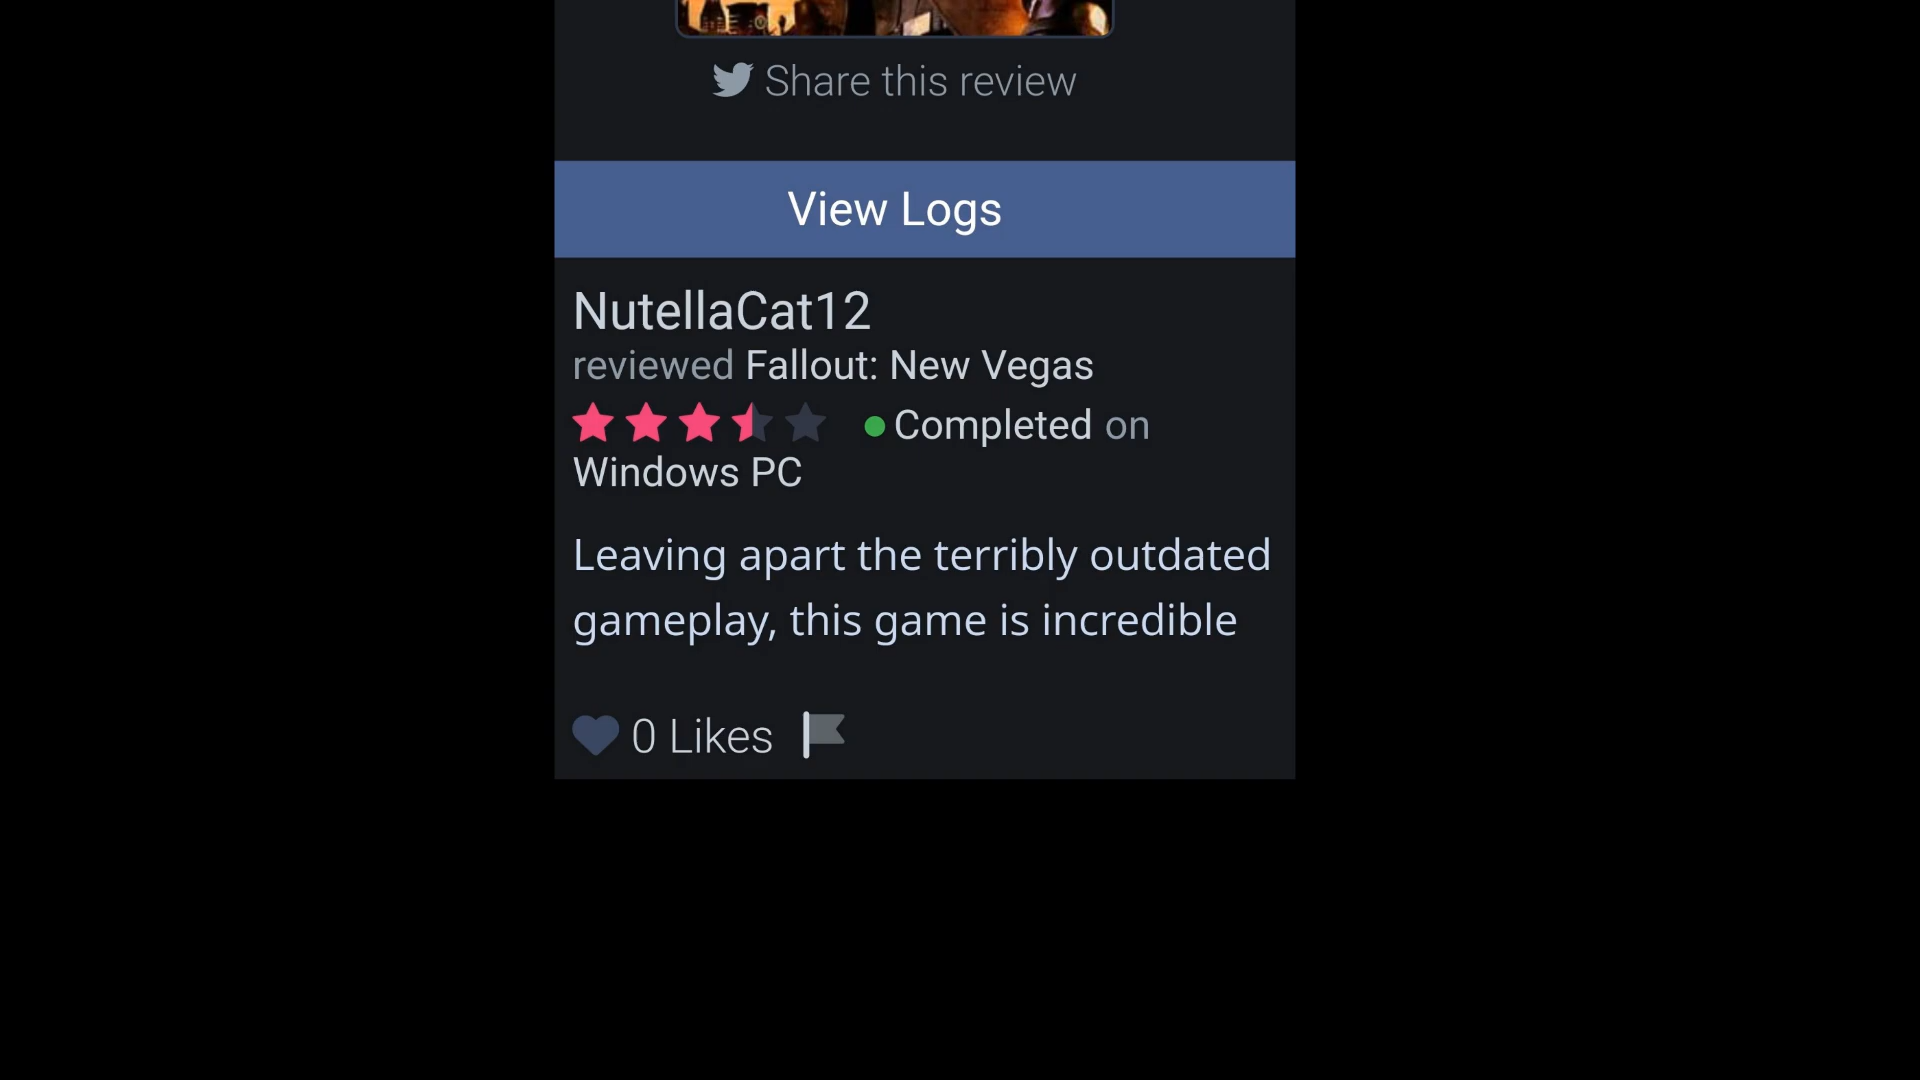 Share this review
View Logs
NutellaCat12
reviewed Fallout: New Vegas
Completed on
Windows PC
Leaving apart the terribly outdated
gameplay, this game is incredible
0 Likes